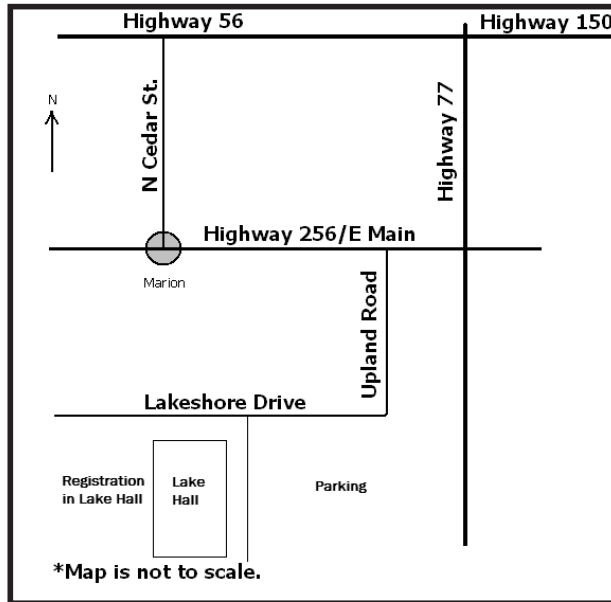 Highway 56
Highway 150
N
N Cedar St.
Highway 77
Highway 256/E Main
Marion
Upland Road
Lakeshore Drive
Registration
in Lake Hall
Lake
Hall
Parking
*Map is not to scale.